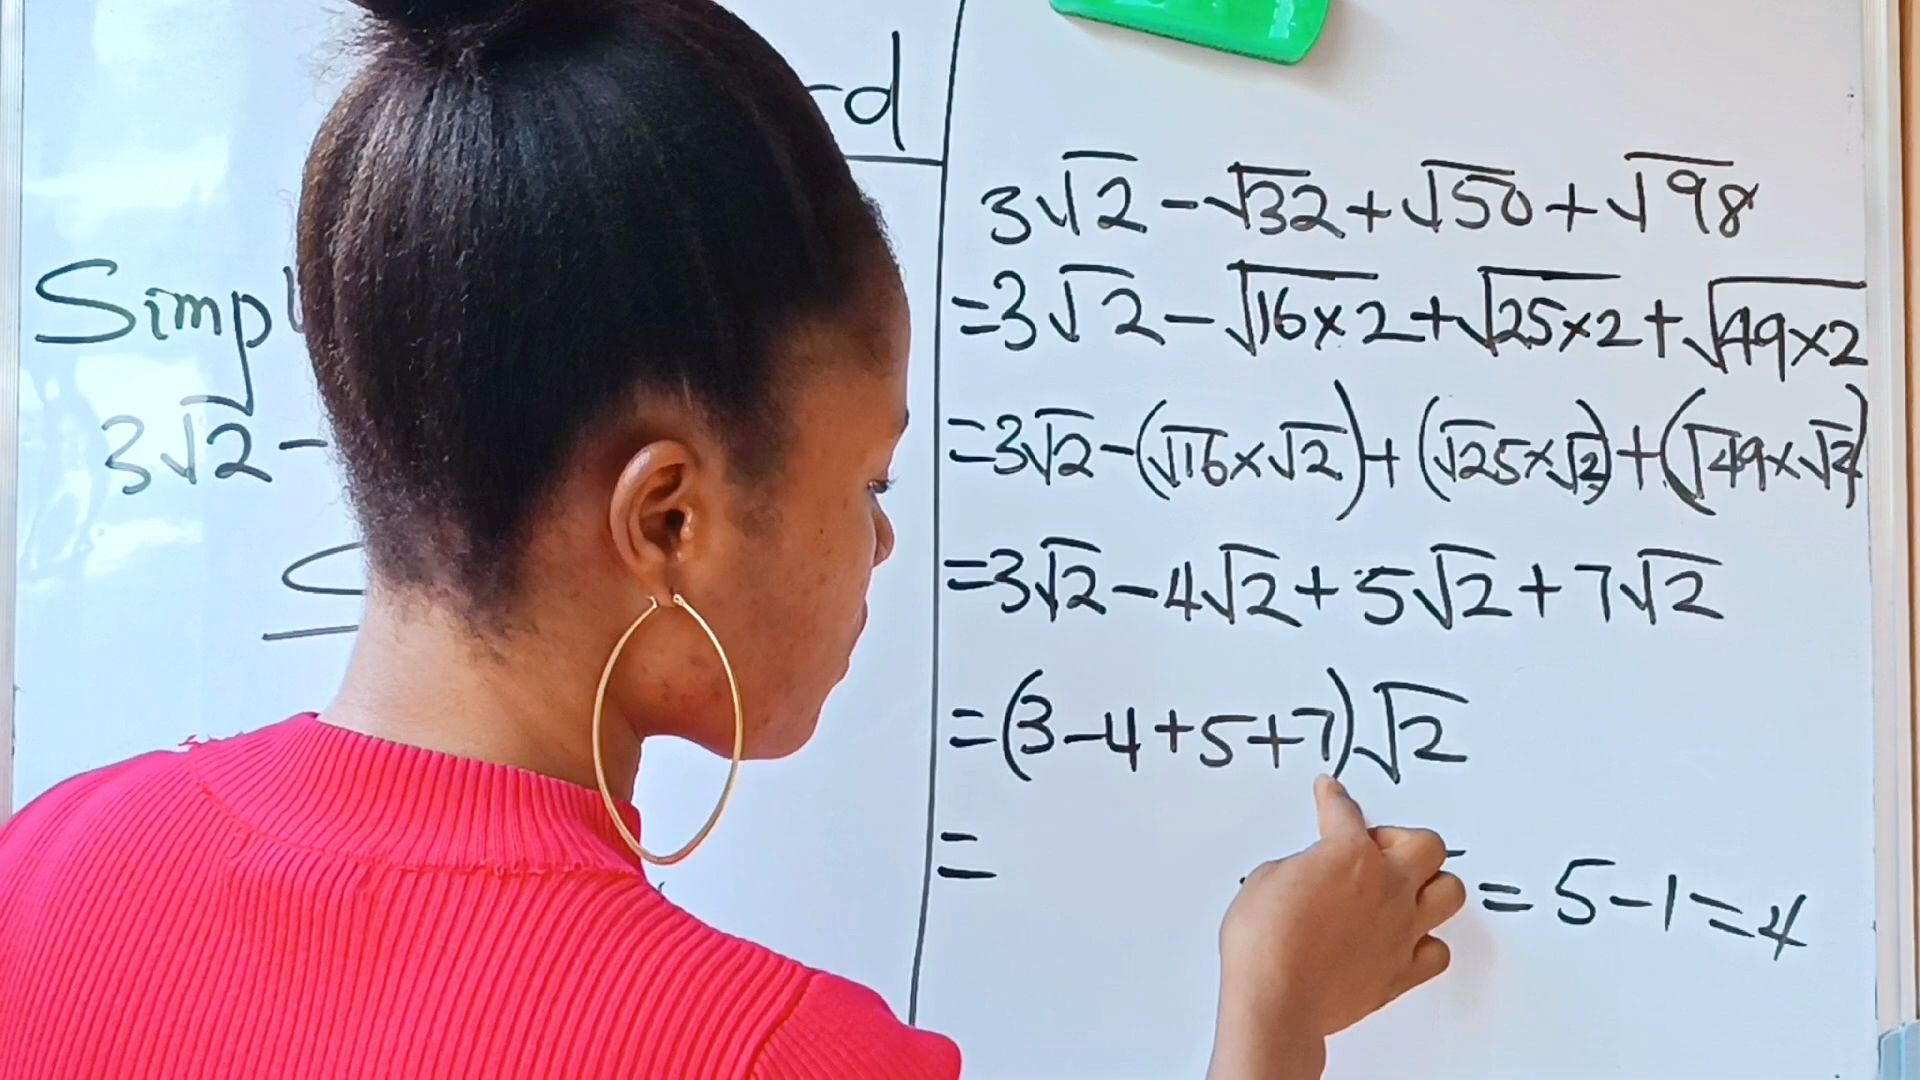 3√2 -
3√2 - √32 + √50 + √98
= 3√2 - √16×2 + √25×2 + √49×2
= 3√2 - (√16 × √2) + (√25 × √2) + (√49 × √2)
= 3√2 - 4√2 + 5√2 + 7√2
= (3 - 4 + 5 + 7)√2
=
= 5 - 1 = 4